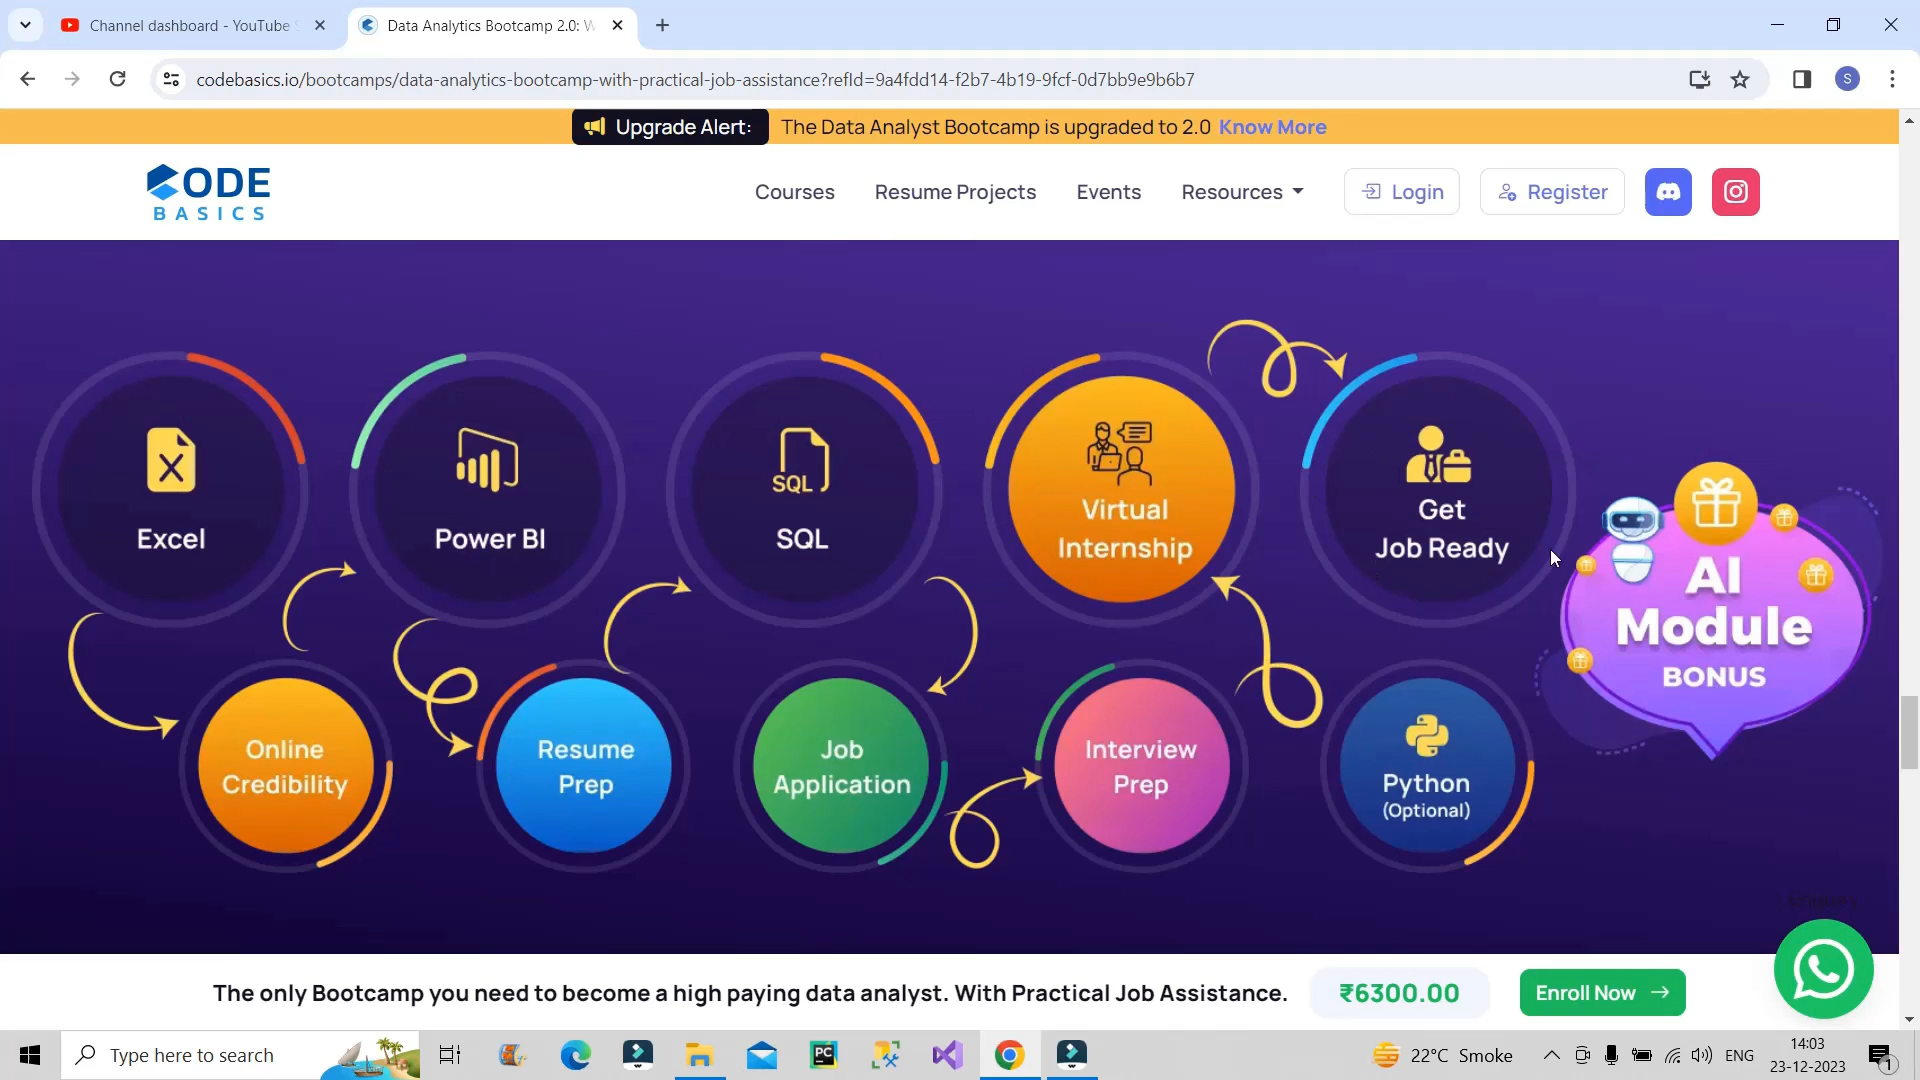 Channel dashboard - YouTube
Data Analytics Bootcamp 2.0: W
codebasics.io/bootcamps/data-analytics-bootcamp-with-practical-job-assistance?refId=9a4fdd14-f2b7-4b19-9fcf-0d7bb9e9b6b7
S
Upgrade Alert: The Data Analyst Bootcamp is upgraded to 2.0 Know More
CODE
BASICS
Courses
Resume Projects
Events
Resources
Login
Register
Excel
Power BI
SQL
SQL
Virtual
Internship
Get
Job Ready
AI
Module
BONUS
Online
Credibility
Resume
Prep
Job
Application
Interview
Prep
Python
(Optional)
The only Bootcamp you need to become a high paying data analyst. With Practical Job Assistance.
₹6300.00
Enroll Now
Type here to search
PC
22°C Smoke
ENG
14:03
23-12-2023
1